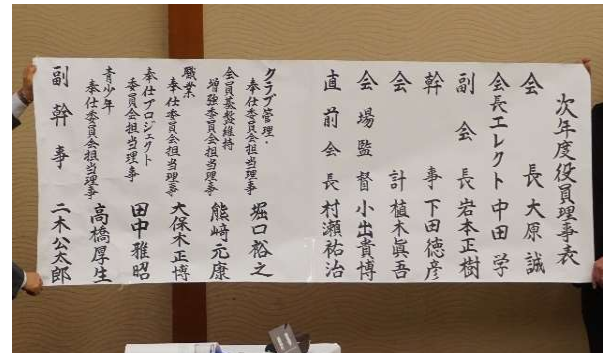 次年度役員理事表
会長 大原誠
会長エレクト 中田学
副会長 岩本正樹
幹事 下田徳彦
会計 植木眞吾
会場監督 小出貴博
直前会長 村瀬祐治
クラブ管理・
奉仕委員会担当理事 堀口裕之
会員基盤維持
増強委員会担当理事 熊﨑元康
職業
奉仕委員会担当理事 大保木正博
奉仕プロジェクト
委員会担当理事 田中雅昭
青少年
奉仕委員会担当理事 高橋厚生
副幹事 二木公太郎